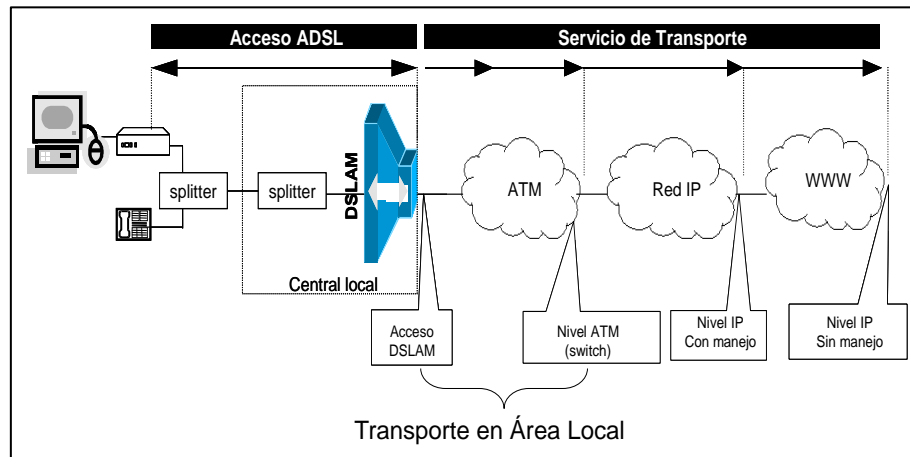 Acceso ADSL
Servicio de Transporte
splitter
splitter
DSLAM
ATM
Red IP
WWW
Central local
Acceso
DSLAM
Nivel ATM
(switch)
Nivel IP
Con manejo
Nivel IP
Sin manejo
Transporte en Área Local